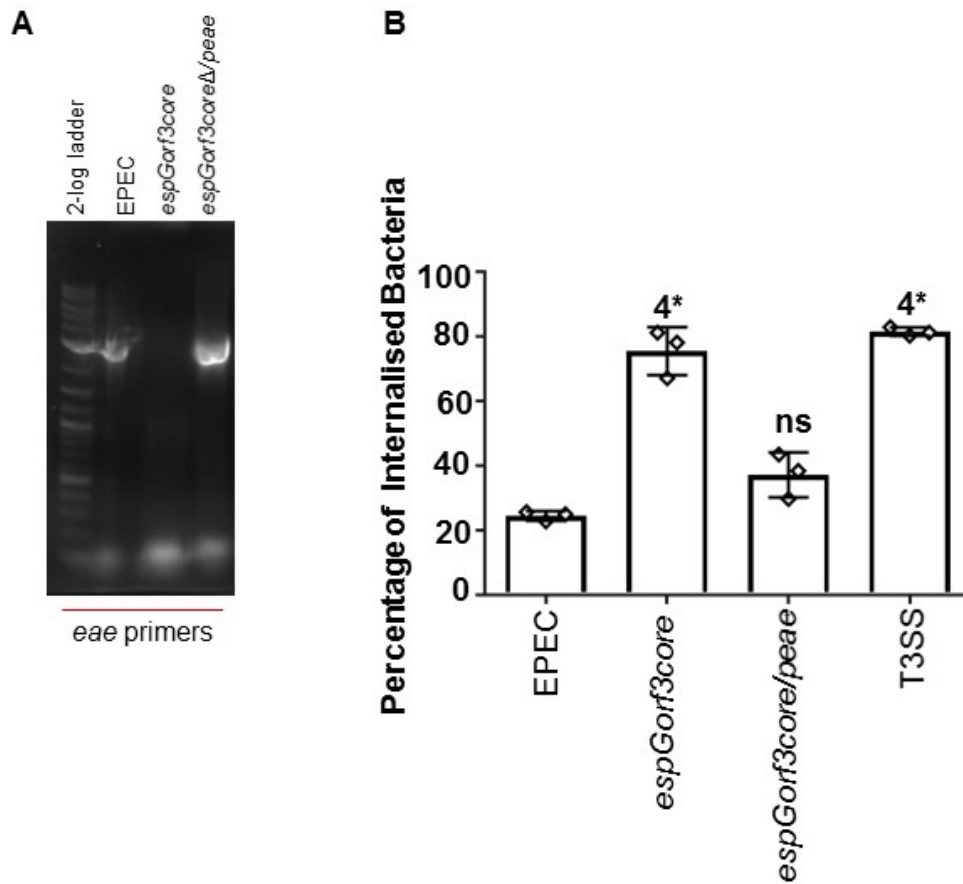 A
2-log ladder
EPEC
espGorf3core
espGorf3coreΔ/peae
eae primers
B
Percentage of Internalised Bacteria
100
80
60
40
20
0
4*
ns
4*
EPEC
espGorf3core
espGorf3core/peae
T3SS